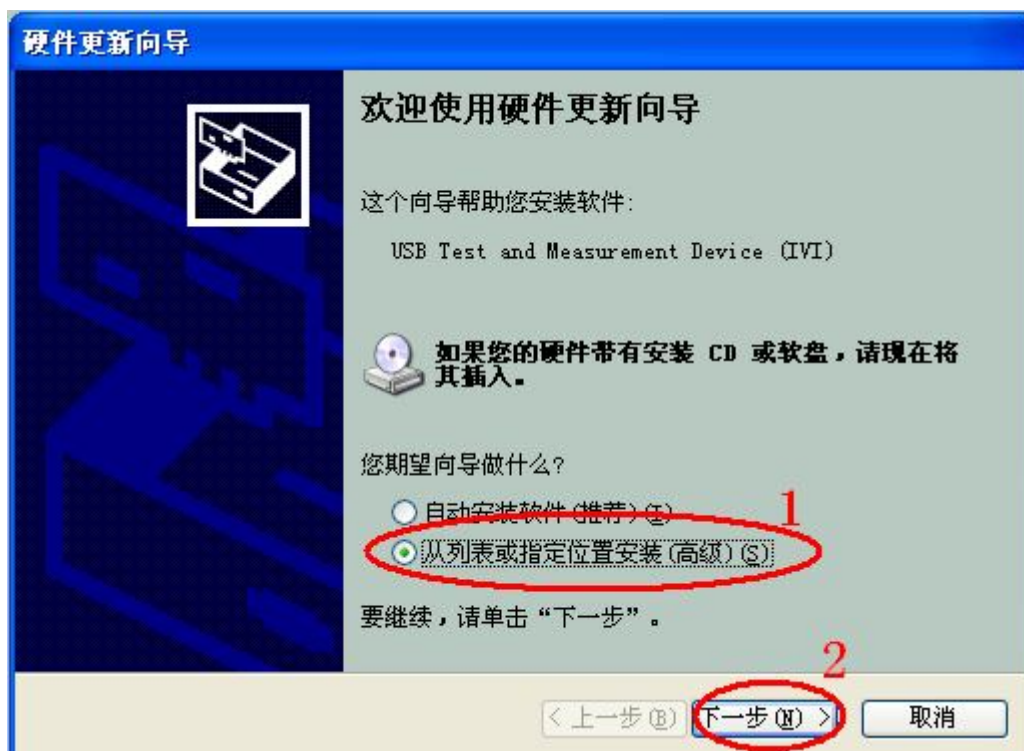 硬件更新向导
欢迎使用硬件更新向导
这个向导帮助您安装软件:
USB Test and Measurement Device (IVI)
如果您的硬件带有安装 CD 或软盘，请现在将
其插入。
您期望向导做什么?
自动安装软件(推荐)(I)
1
从列表或指定位置安装(高级)(S)
要继续，请单击“下一步”。
2
< 上一步(B) 下一步(N) > 取消